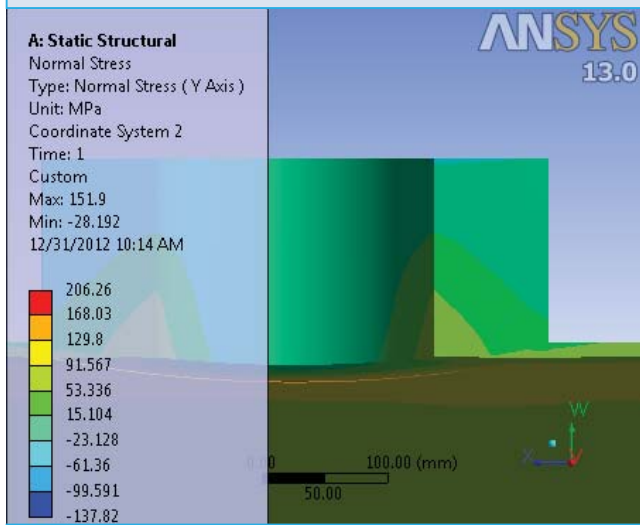 A: Static Structural
Normal Stress
Type: Normal Stress ( Y Axis )
Unit: MPa
Coordinate System 2
Time: 1
Custom
Max: 151.9
Min: -28.192
12/31/2012 10:14 AM
ANSYS
13.0
206.26
168.03
129.8
91.567
53.336
15.104
-23.128
-61.36
-99.591
-137.82
0.00 100.00 (mm)
50.00
W
X